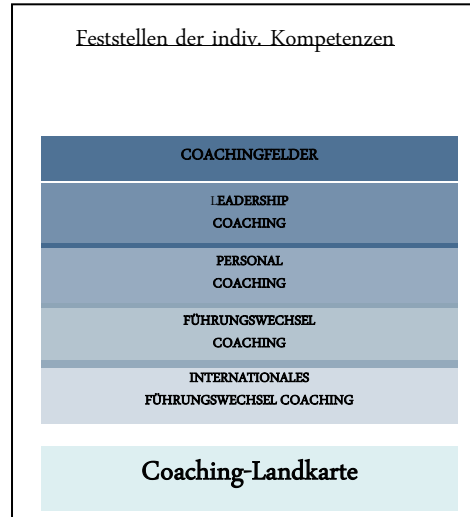 Feststellen der indiv. Kompetenzen
COACHINGFELDER
LEADERSHIP
COACHING
PERSONAL
COACHING
FÜHRUNGSWECHSEL
COACHING
INTERNATIONALES
FÜHRUNGSWECHSEL COACHING
Coaching-Landkarte